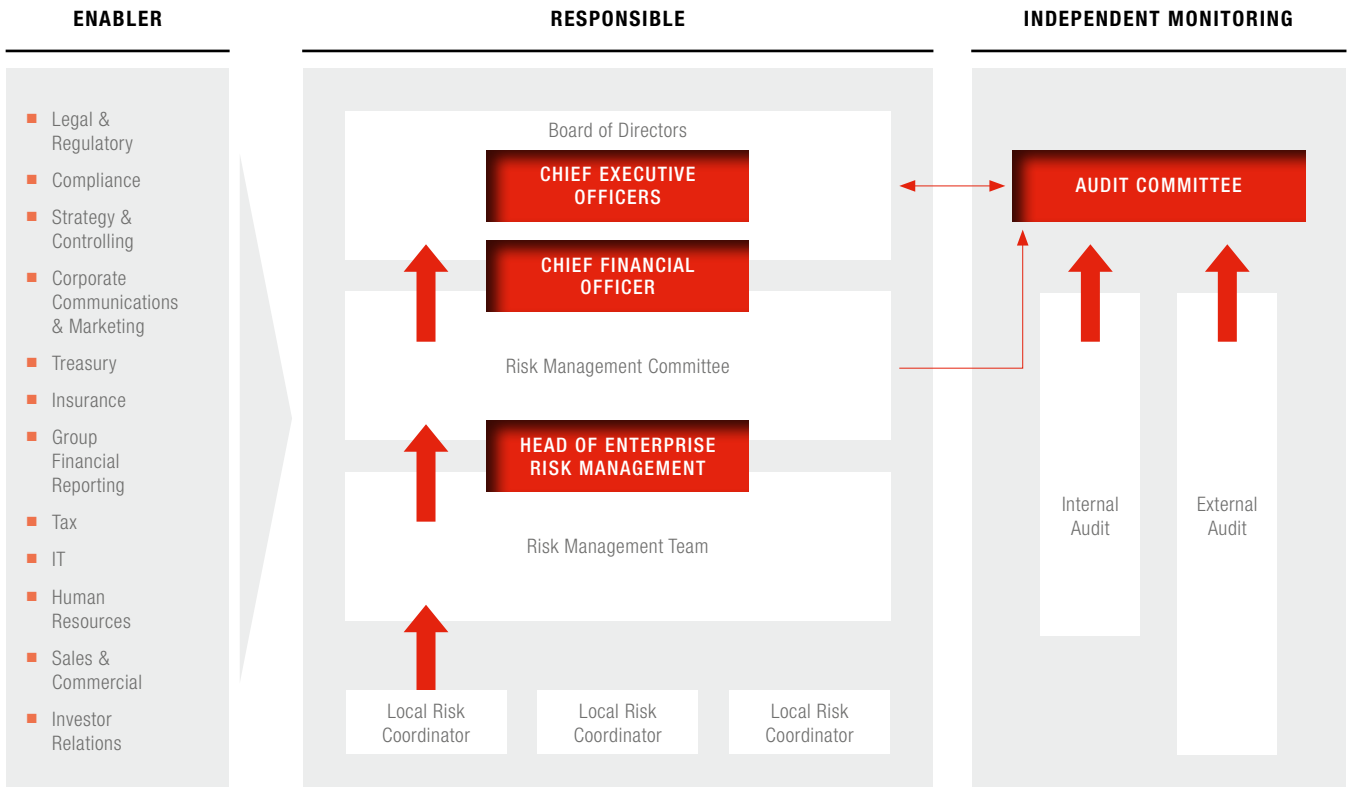 ENABLER
Legal &
Regulatory
Compliance
Strategy &
Controlling
Corporate
Communications
& Marketing
Treasury
Insurance
Group
Financial
Reporting
Tax
IT
Human
Resources
Sales &
Commercial
Investor
Relations
RESPONSIBLE
Board of Directors
CHIEF EXECUTIVE
OFFICERS
CHIEF FINANCIAL
OFFICER
Risk Management Committee
HEAD OF ENTERPRISE
RISK MANAGEMENT
Risk Management Team
Local Risk
Coordinator
Local Risk
Coordinator
Local Risk
Coordinator
INDEPENDENT MONITORING
AUDIT COMMITTEE
Internal
Audit
External
Audit